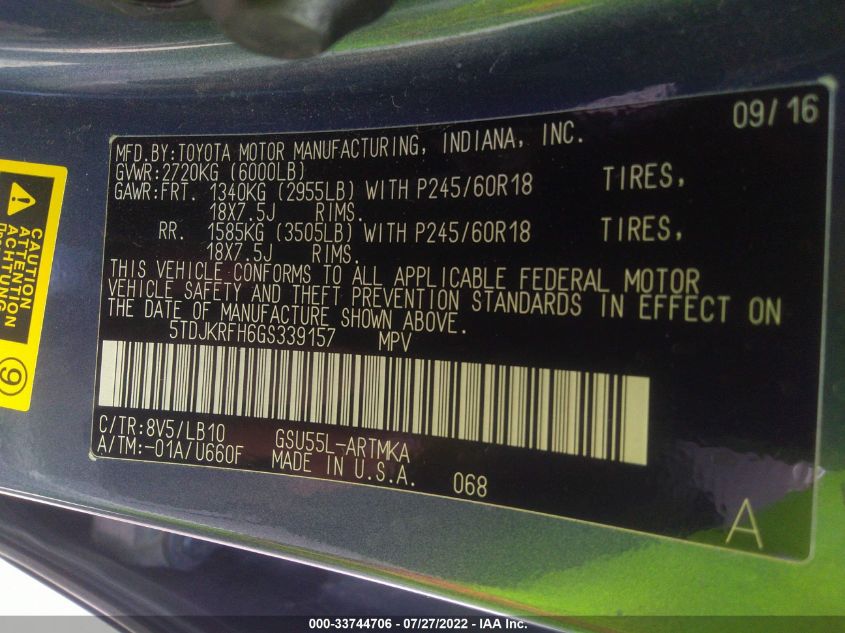 09/16
MFD.BY:TOYOTA MOTOR MANUFACTURING, INDIANA, INC.
GVWR:2720KG (6000LB)
GAWR:FRT. 1340KG (2955LB) WITH P245/60R18 TIRES,
18X7.5J RIMS.
RR. 1585KG (3505LB) WITH P245/60R18 TIRES,
18X7.5J RIMS.
THIS VEHICLE CONFORMS TO ALL APPLICABLE FEDERAL MOTOR
VEHICLE SAFETY AND THEFT PREVENTION STANDARDS IN EFFECT ON
THE DATE OF MANUFACTURE SHOWN ABOVE.
5TDJKRFH6GS339157 MPV
C/TR:8V5/LB10 GSU55L-ARTMKA
A/TM:-01A/U660F MADE IN U.S.A. 068
A
CAUTION
ATTENTION
ACHTUNG
9
000-33744706 - 07/27/2022 - IAA Inc.